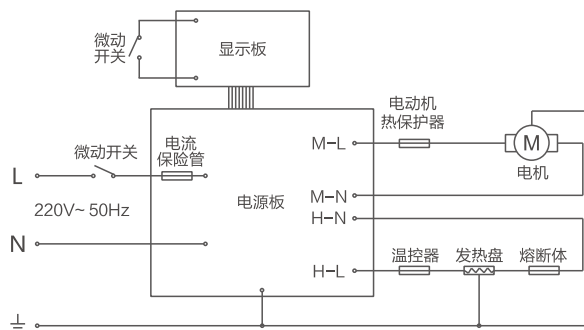 微动
开关
显示板
电动机
热保护器
微动开关
电流
保险管
M-L
M
电机
L
220V~ 50Hz
电源板
M-N
H-N
N
温控器
发热盘
熔断体
H-L